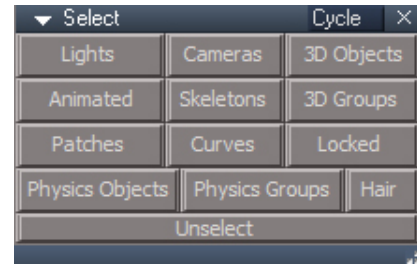 Select Cycle
Lights Cameras 3D Objects
Animated Skeletons 3D Groups
Patches Curves Locked
Physics Objects Physics Groups Hair
Unselect